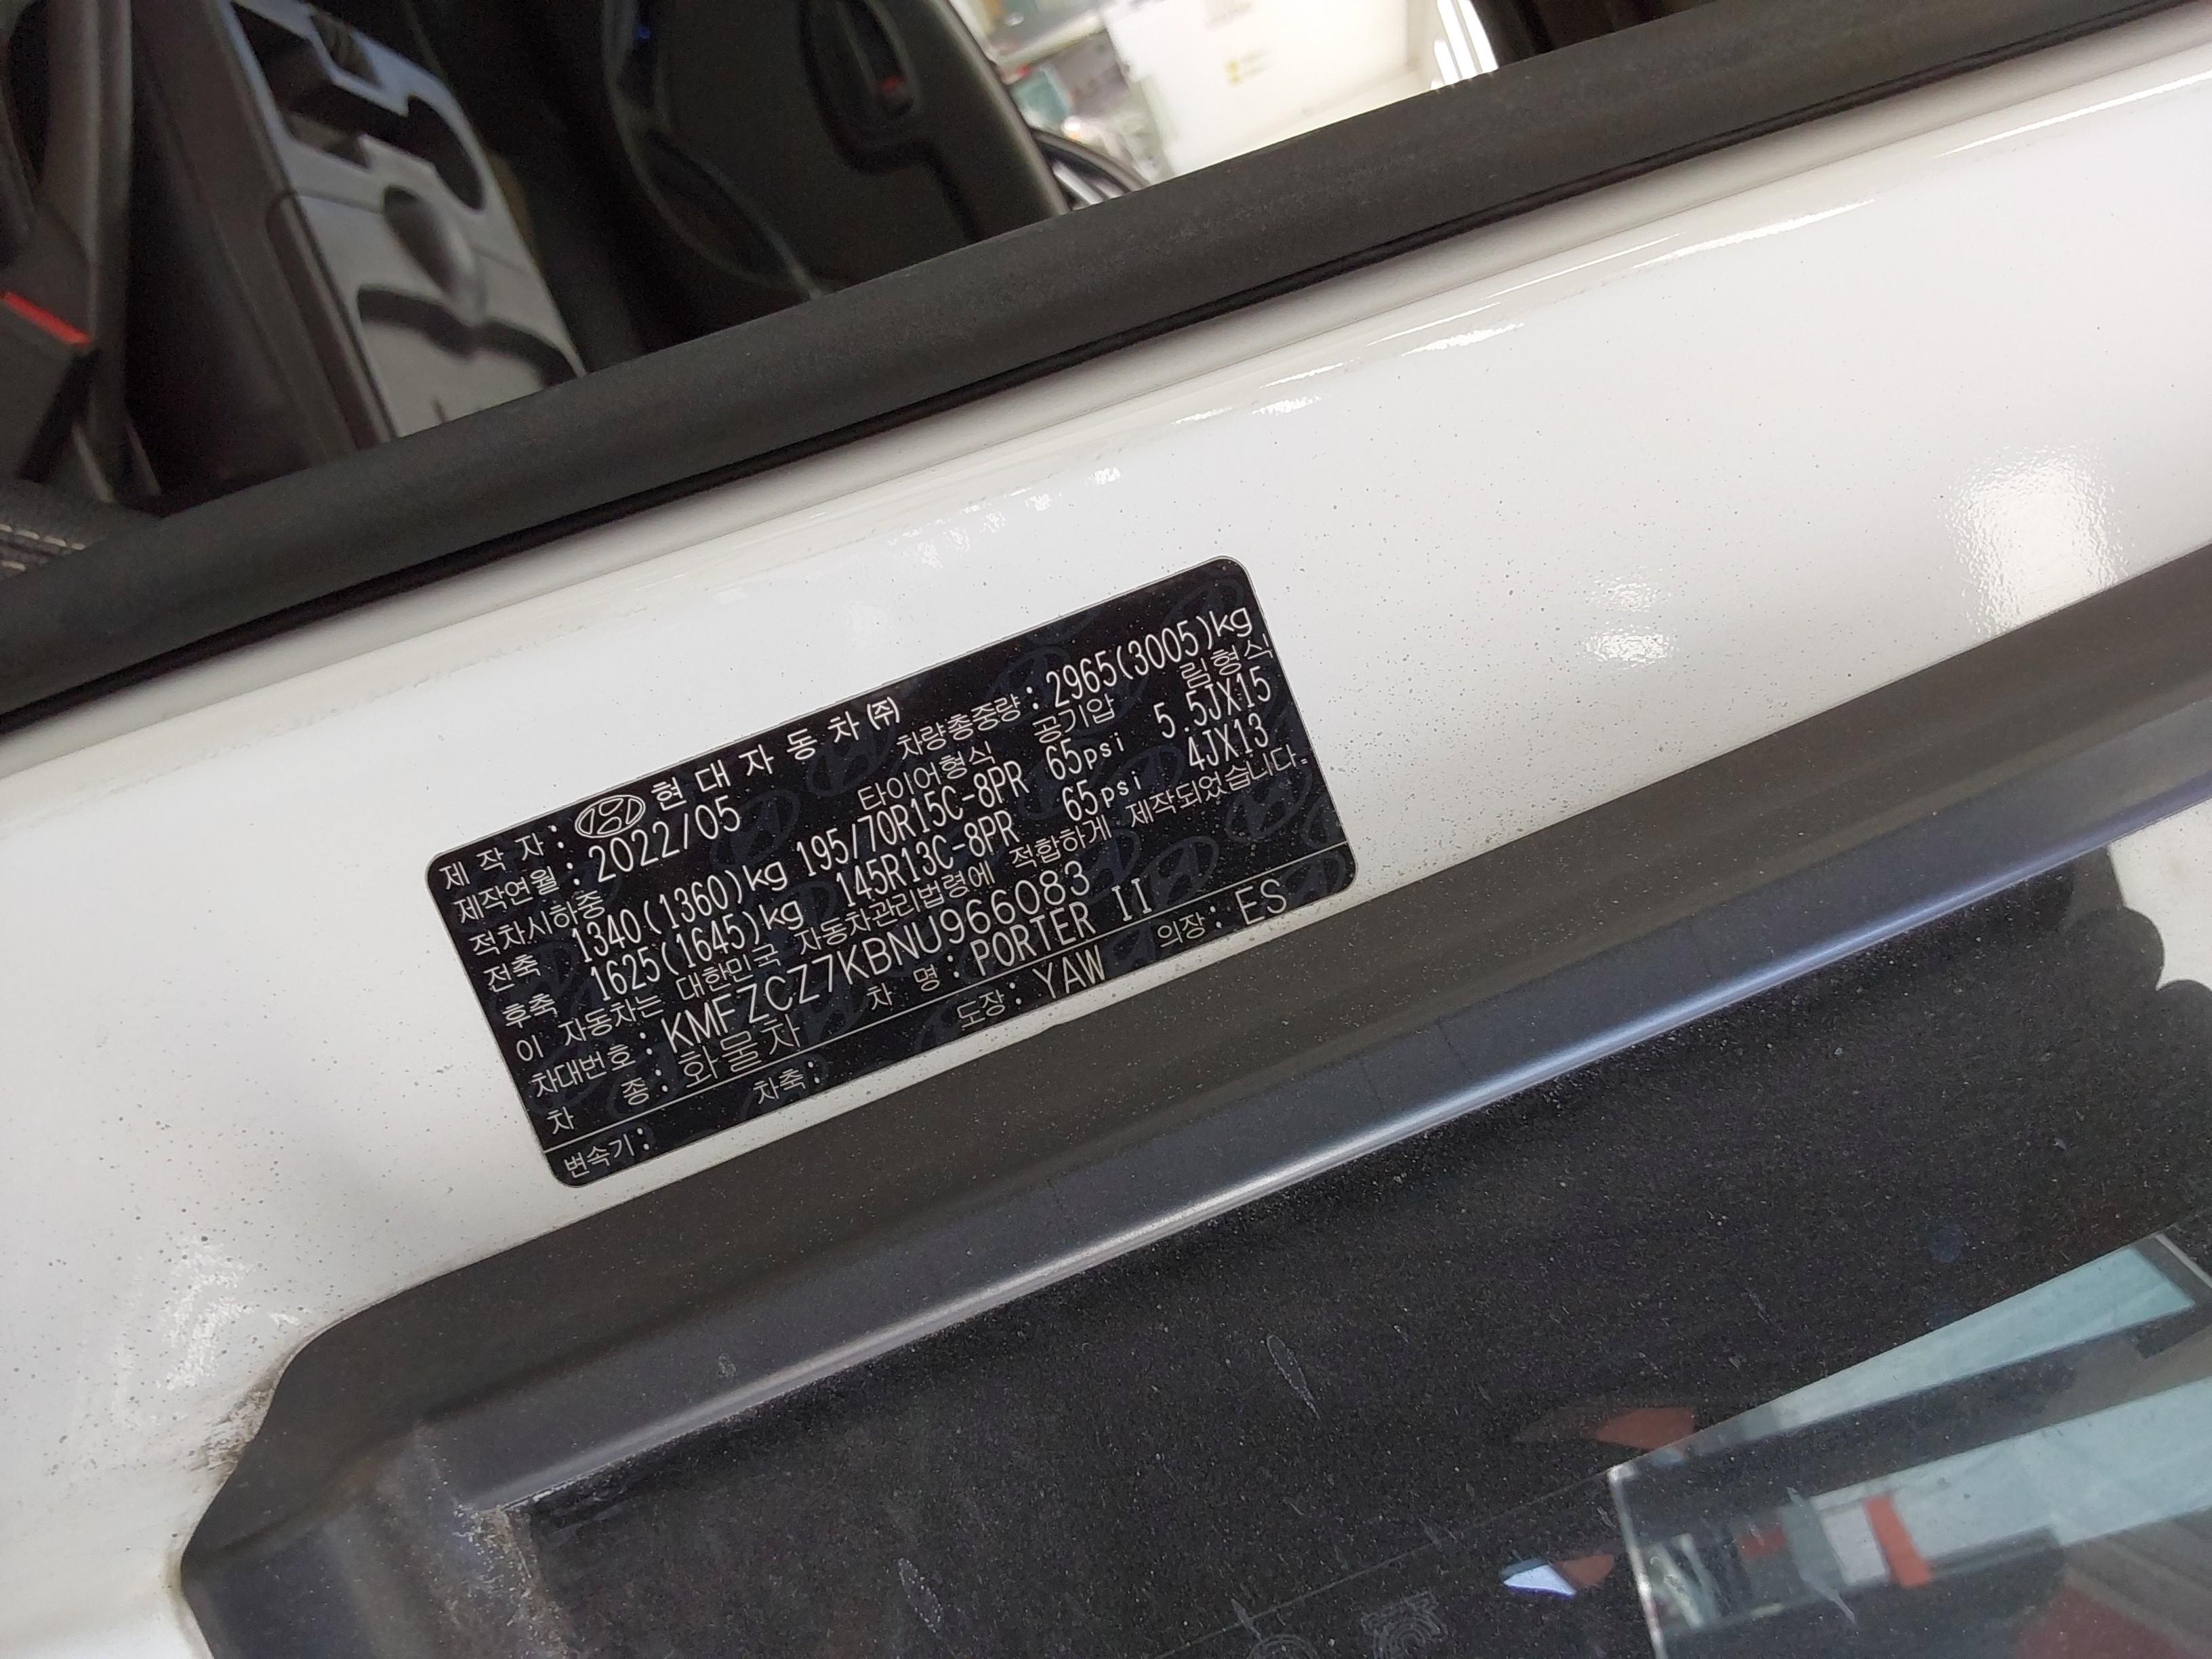 제 작 자 : 현 대 자 동 차 ㈜
제작연월 : 2022/05 차량총중량 : 2965(3005)kg
적차시하중 타이어형식 공기압 림형식
전축 1340(1360)kg 195/70R15C-8PR 65psi 5.5JX15
후축 1625(1645)kg 145R13C-8PR 65psi 4JX13
이 자동차는 대한민국 자동차관리법령에 적합하게 제작되었습니다.
차대번호 : KMFZCZ7KBNU966083
차 종 : 화물차 차 명 : PORTER II
변속기 : 차축 : 도장 : YAW 의장 : ES